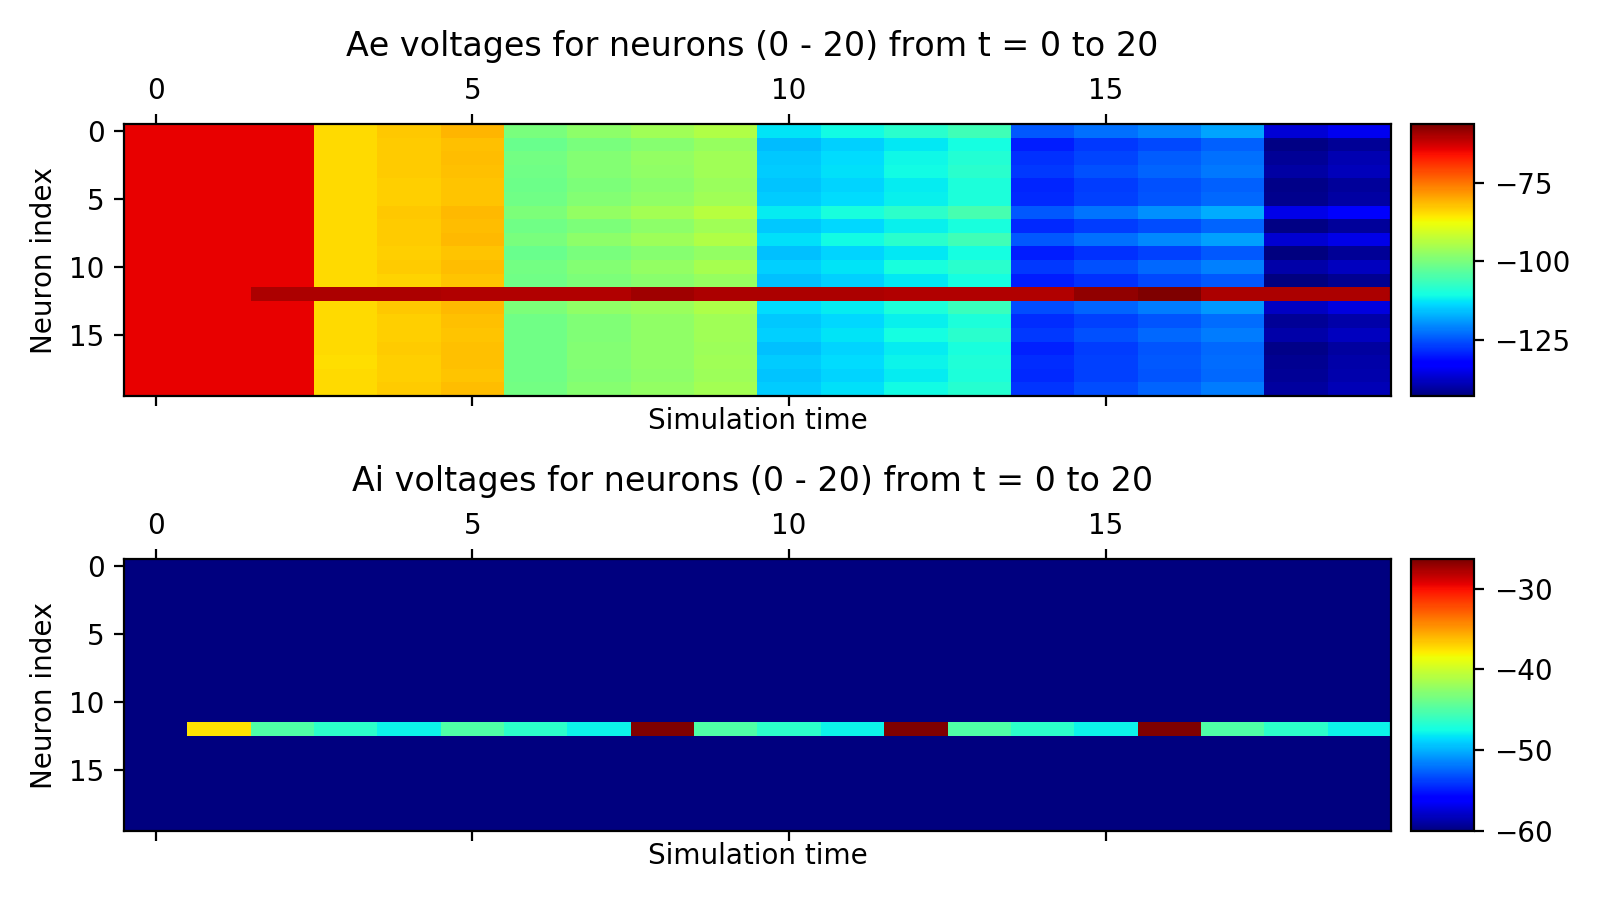 Ae voltages for neurons (0 - 20) from t = 0 to 20
0 5 10 15
Neuron index
0
5
10
15
Simulation time
−75
−100
−125
Ai voltages for neurons (0 - 20) from t = 0 to 20
0 5 10 15
Neuron index
0
5
10
15
Simulation time
−30
−40
−50
−60